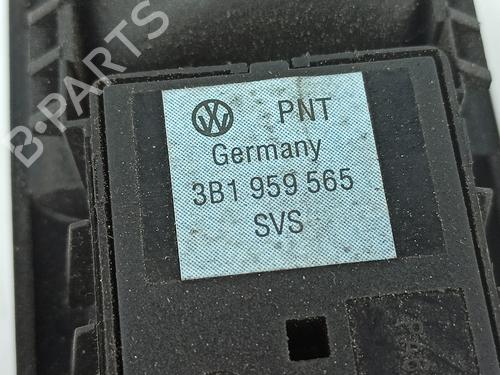 B-PARTS
PNT
Germany
3B1 959 565
SVS